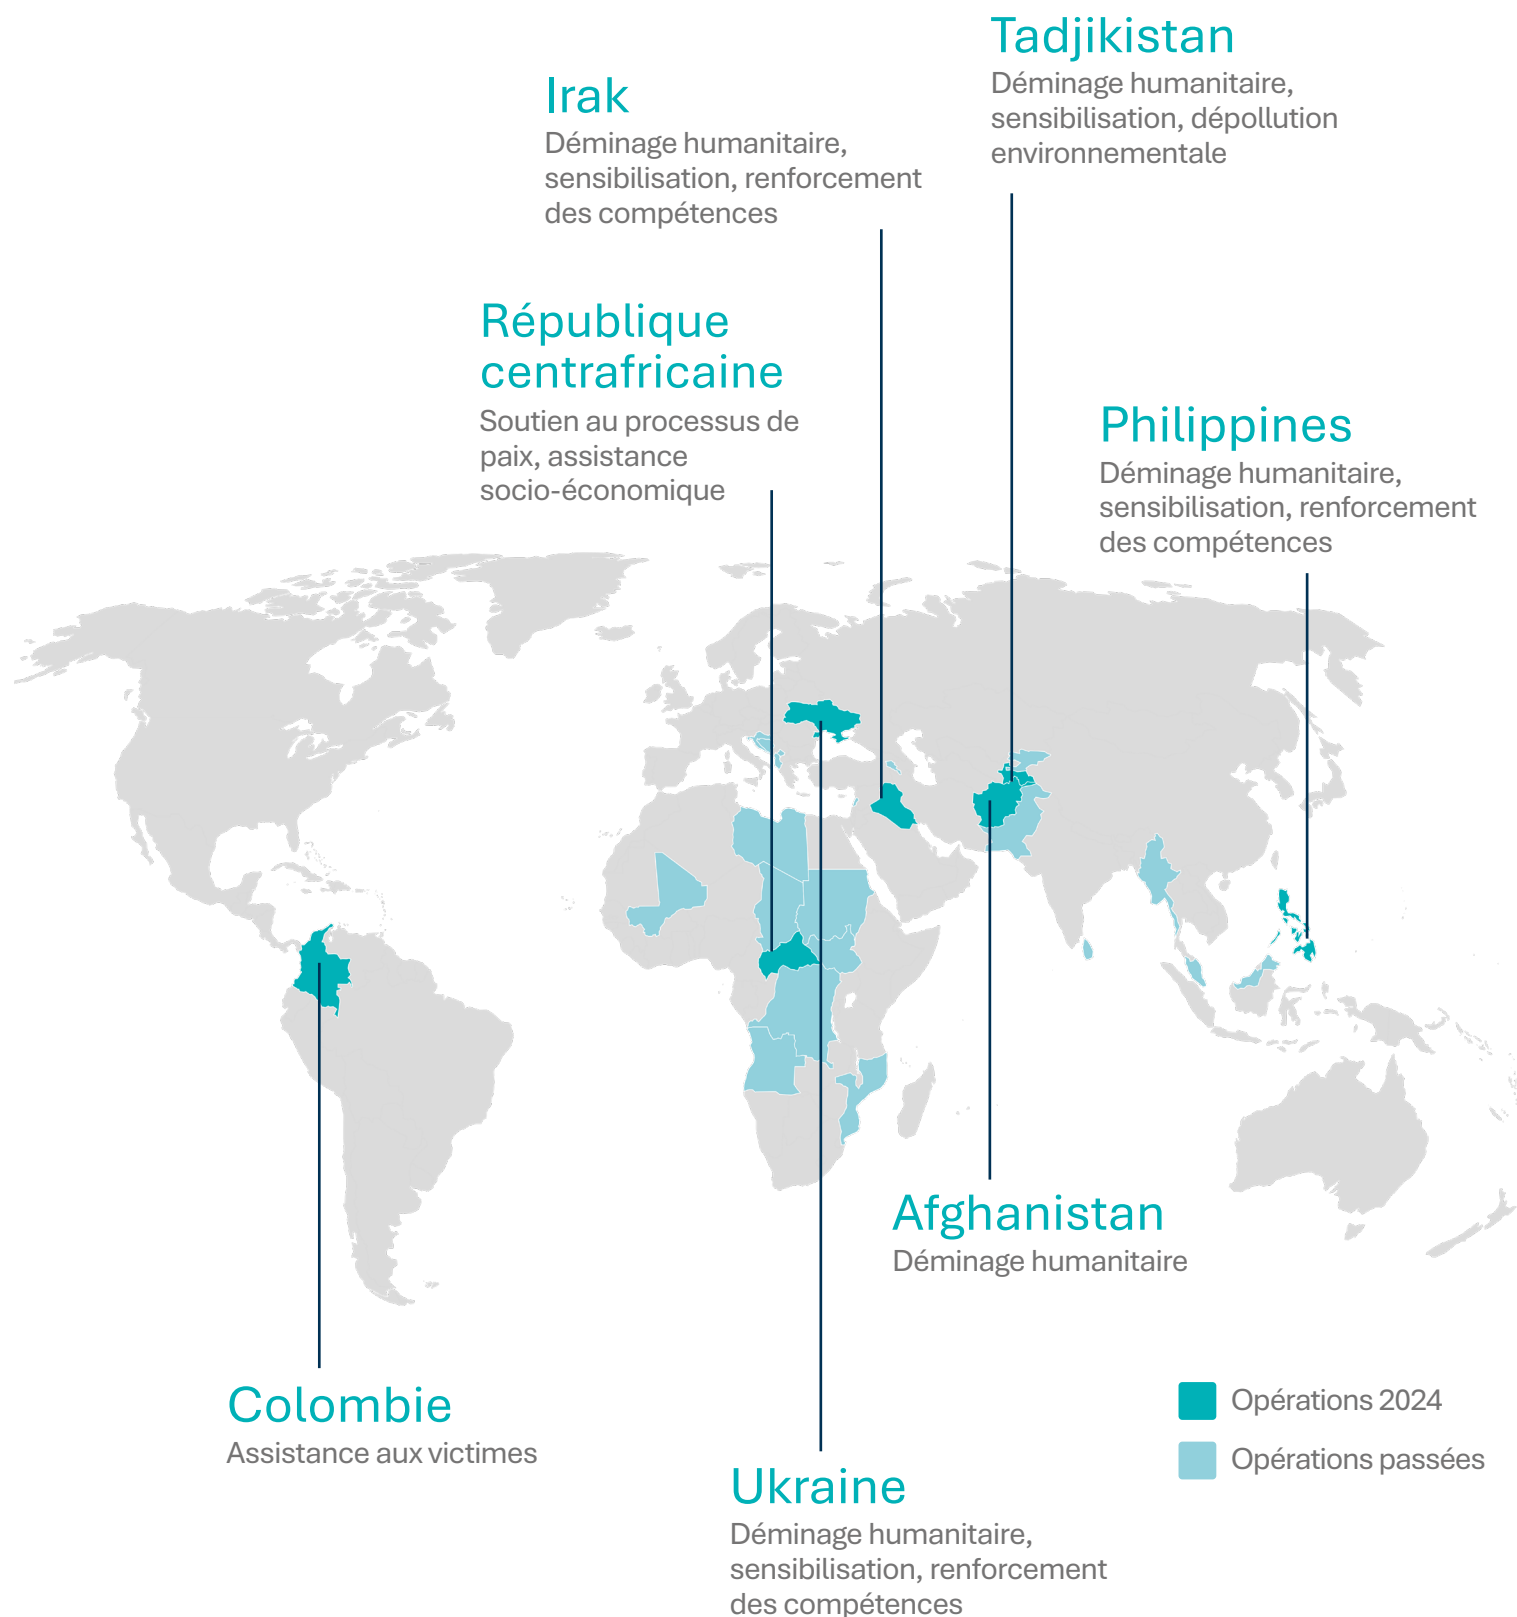 Tadjikistan
Déminage humanitaire,
sensibilisation, dépollution
environnementale
Irak
Déminage humanitaire,
sensibilisation, renforcement
des compétences
République
centrafricaine
Soutien au processus de
paix, assistance
socio-économique
Philippines
Déminage humanitaire,
sensibilisation, renforcement
des compétences
Afghanistan
Déminage humanitaire
Colombie
Assistance aux victimes
Opérations 2024
Opérations passées
Ukraine
Déminage humanitaire,
sensibilisation, renforcement
des compétences